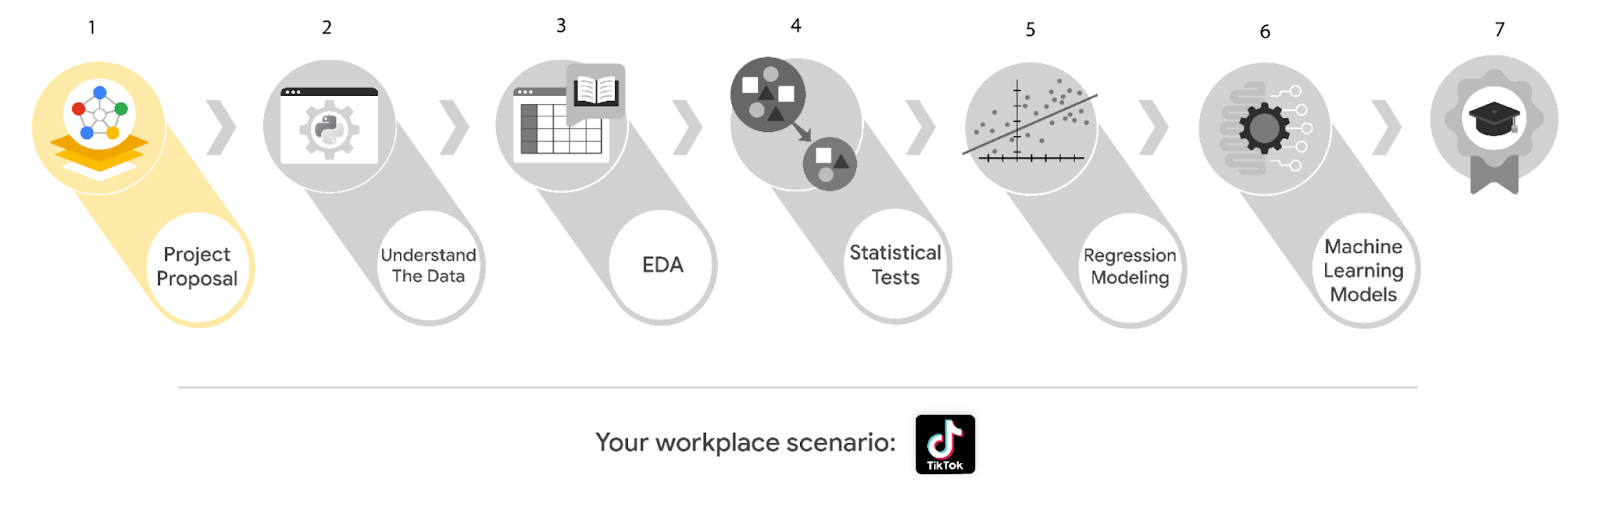 1
2
3
4
5
6
7
Project
Proposal
Understand
The Data
EDA
Statistical
Tests
Regression
Modeling
Machine
Learning
Models
Your workplace scenario:
TikTok